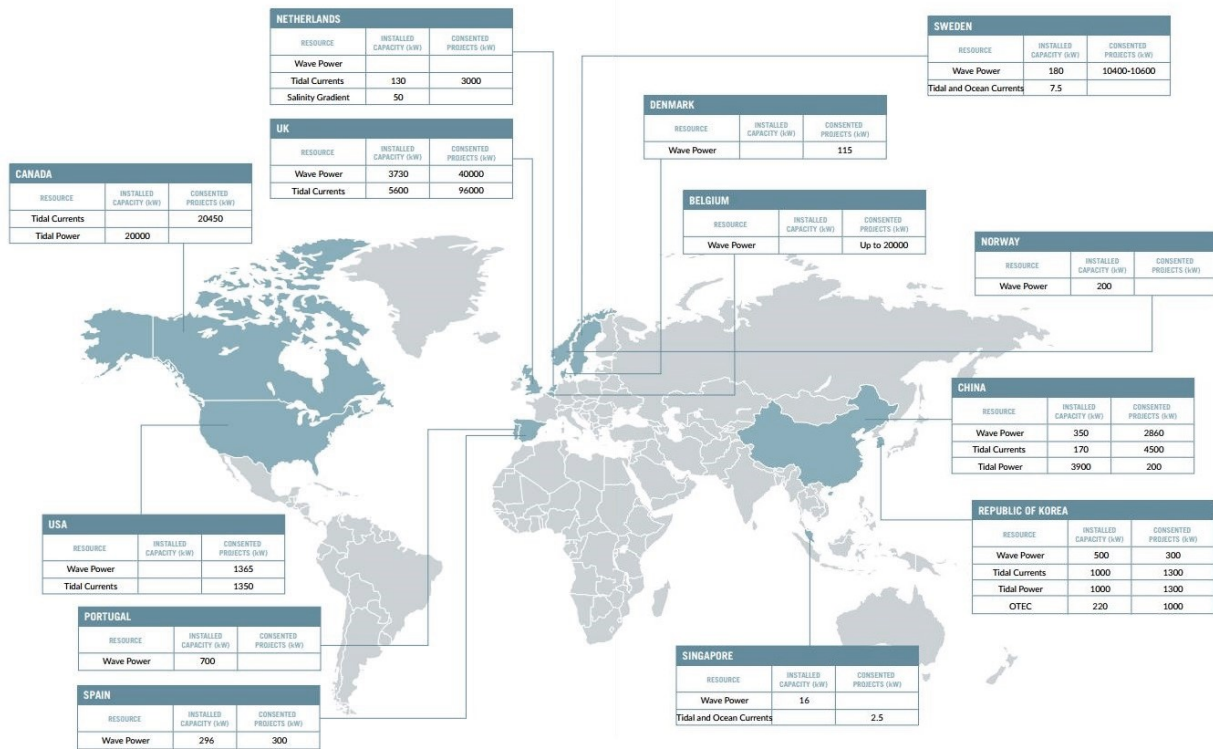 NETHERLANDS
RESOURCE INSTALLED CAPACITY (kW) CONSENTED PROJECTS (kW)
Wave Power
Tidal Currents 130 3000
Salinity Gradient 50
UK
RESOURCE INSTALLED CAPACITY (kW) CONSENTED PROJECTS (kW)
Wave Power 3730 40000
Tidal Currents 5600 96000
SWEDEN
RESOURCE INSTALLED CAPACITY (kW) CONSENTED PROJECTS (kW)
Wave Power 180 10400-10600
Tidal and Ocean Currents 7.5
DENMARK
RESOURCE INSTALLED CAPACITY (kW) CONSENTED PROJECTS (kW)
Wave Power 115
CANADA
RESOURCE INSTALLED CAPACITY (kW) CONSENTED PROJECTS (kW)
Tidal Currents 20450
Tidal Power 20000
BELGIUM
RESOURCE INSTALLED CAPACITY (kW) CONSENTED PROJECTS (kW)
Wave Power Up to 20000
NORWAY
RESOURCE INSTALLED CAPACITY (kW) CONSENTED PROJECTS (kW)
Wave Power 200
CHINA
RESOURCE INSTALLED CAPACITY (kW) CONSENTED PROJECTS (kW)
Wave Power 350 2860
Tidal Currents 170 4500
Tidal Power 3900 200
REPUBLIC OF KOREA
RESOURCE INSTALLED CAPACITY (kW) CONSENTED PROJECTS (kW)
Wave Power 500 300
Tidal Currents 1000 1300
Tidal Power 1000 1300
OTEC 220 1000
USA
RESOURCE INSTALLED CAPACITY (kW) CONSENTED PROJECTS (kW)
Wave Power 1365
Tidal Currents 1350
PORTUGAL
RESOURCE INSTALLED CAPACITY (kW) CONSENTED PROJECTS (kW)
Wave Power 700
SPAIN
RESOURCE INSTALLED CAPACITY (kW) CONSENTED PROJECTS (kW)
Wave Power 296 300
SINGAPORE
RESOURCE INSTALLED CAPACITY (kW) CONSENTED PROJECTS (kW)
Wave Power 16
Tidal and Ocean Currents 2.5